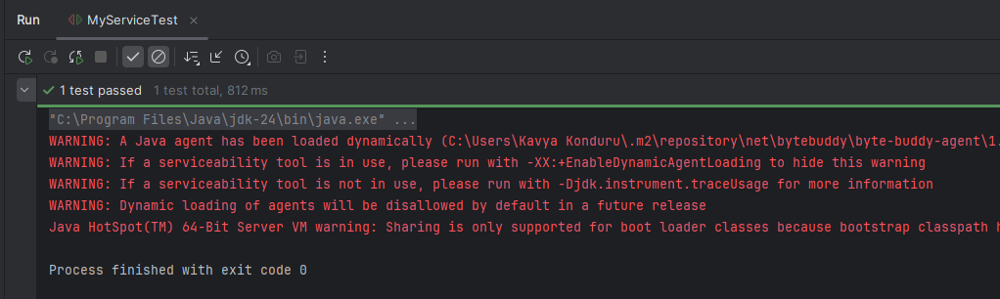 Run MyServiceTest
1 test passed 1 test total, 812 ms
"C:\Program Files\Java\jdk-24\bin\java.exe" ...
WARNING: A Java agent has been loaded dynamically (C:\Users\Kavya Konduru\.m2\repository\net\bytebuddy\byte-buddy-agent\1.
WARNING: If a serviceability tool is in use, please run with -XX:+EnableDynamicAgentLoading to hide this warning
WARNING: If a serviceability tool is not in use, please run with -Djdk.instrument.traceUsage for more information
WARNING: Dynamic loading of agents will be disallowed by default in a future release
Java HotSpot(TM) 64-Bit Server VM warning: Sharing is only supported for boot loader classes because bootstrap classpath h
Process finished with exit code 0